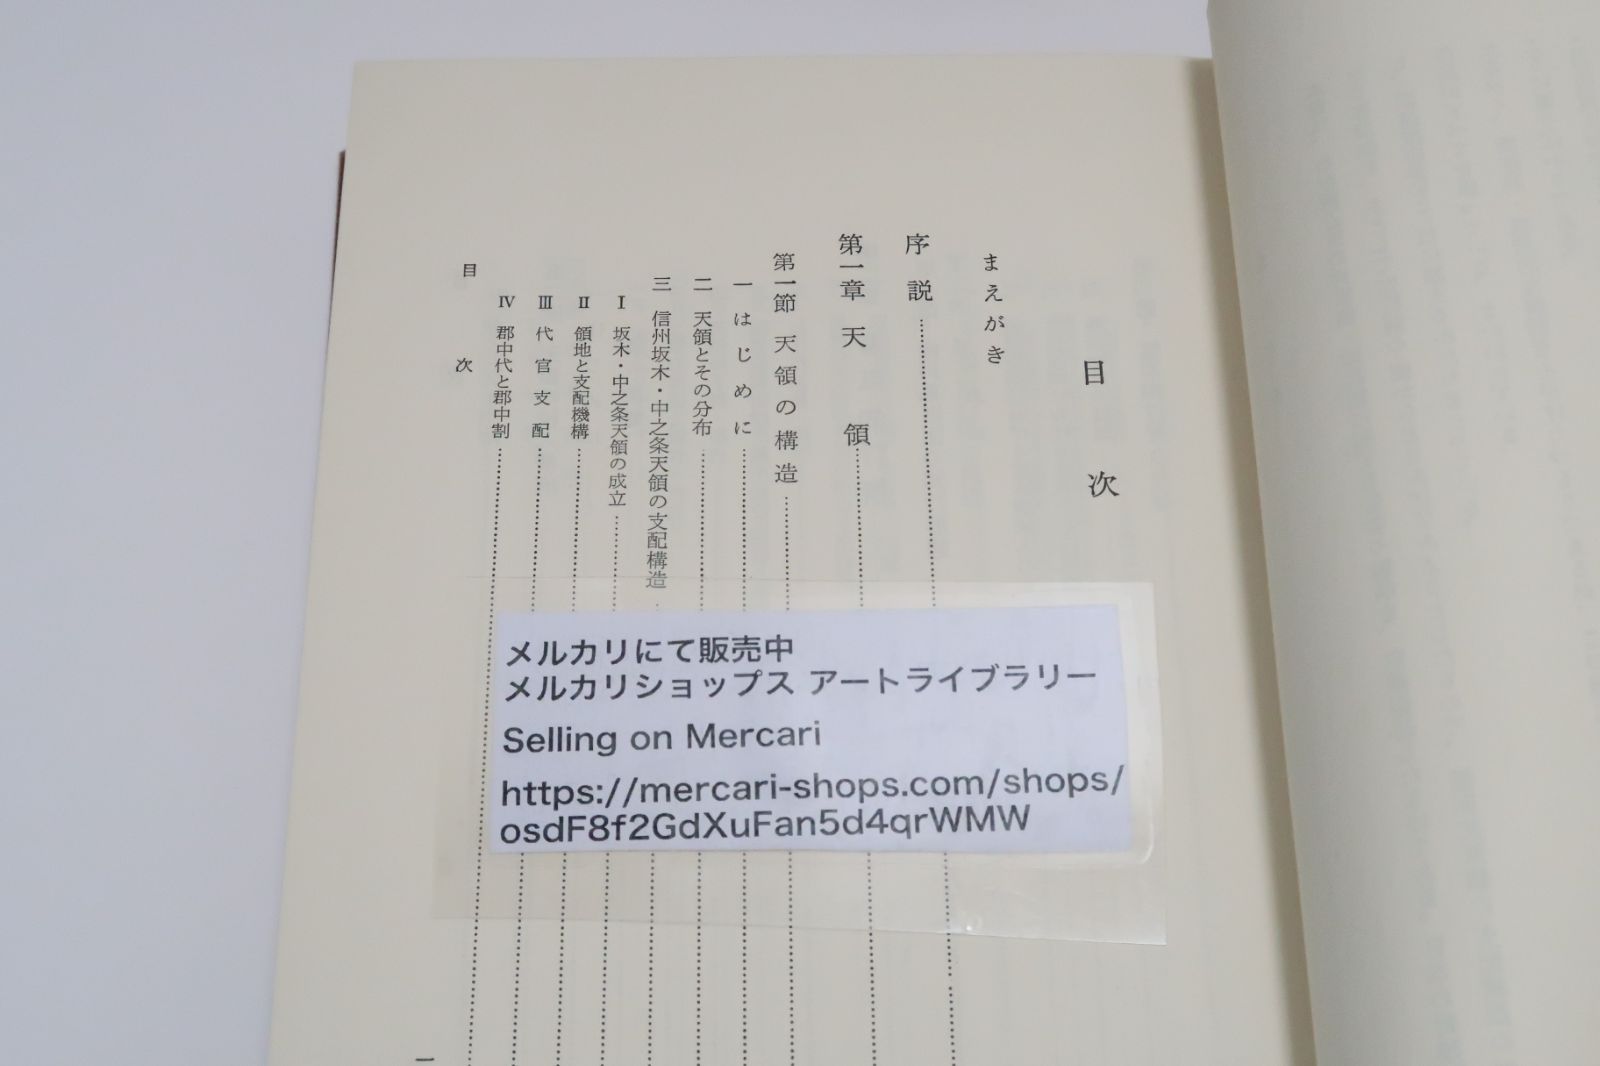 目次
まえがき
序説
第一章 天領
第一節 天領の構造
一 はじめに
二 天領とその分布
三 信州坂木・中之条天領の支配構造
Ⅰ 坂木・中之条天領の成立
Ⅱ 領地と支配機構
Ⅲ 代官支配
Ⅳ 郡中代と郡中割
目次
一
メルカリにて販売中
メルカリショップス アートライブラリー
Selling on Mercari
https://mercari-shops.com/shops/
osdF8f2GdXuFan5d4qrWMW